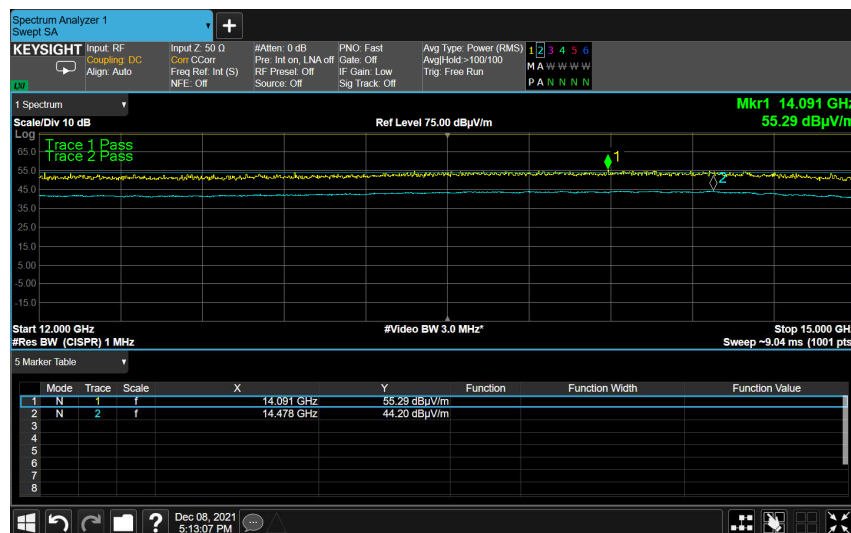 Spectrum Analyzer 1
Swept SA
+
KEYSIGHT
Input: RF
Coupling: DC
Align: Auto
Input Z: 50 Ω
Corr CCorr
Freq Ref: Int (S)
NFE: Off
#Atten: 0 dB
Pre: Int on, LNA off
RF Preset: Off
Source: Off
PNO: Fast
Gate: Off
IF Gain: Low
Sig Track: Off
Avg Type: Power (RMS)
Avg|Hold:>100/100
Trig: Free Run
1 2 3 4 5 6
M A W W W W
P A N N N N
LXI
1 Spectrum
Scale/Div 10 dB
Ref Level 75.00 dBµV/m
Mkr1 14.091 GHz
55.29 dBµV/m
Log
Trace 1 Pass
Trace 2 Pass
65.0
55.0
45.0
35.0
25.0
15.0
5.00
-5.00
-15.0
1
2
Start 12.000 GHz
#Res BW (CISPR) 1 MHz
#Video BW 3.0 MHz*
Stop 15.000 GHz
Sweep ~9.04 ms (1001 pts)
5 Marker Table
Mode Trace Scale X Y Function Function Width Function Value
1 N 1 f 14.091 GHz 55.29 dBµV/m
2 N 2 f 14.478 GHz 44.20 dBµV/m
3
4
5
6
7
8
?
Dec 08, 2021
5:13:07 PM